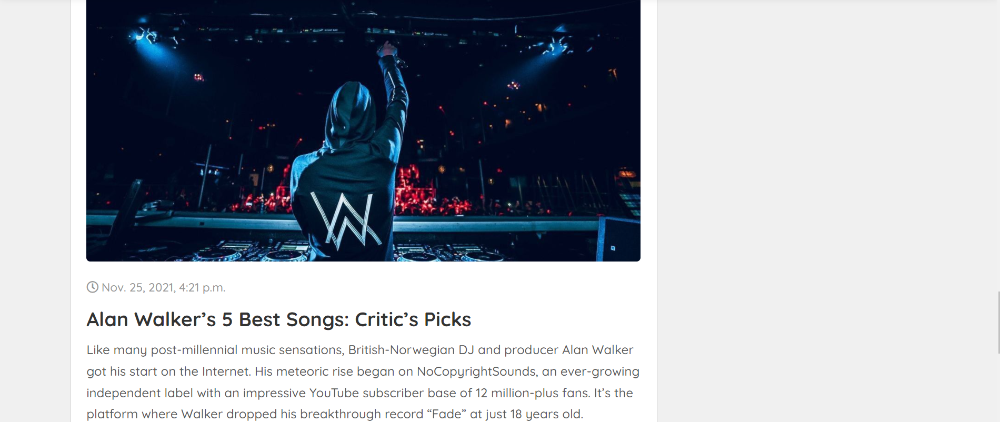 Nov. 25, 2021, 4:21 p.m.
Alan Walker’s 5 Best Songs: Critic’s Picks
Like many post-millennial music sensations, British-Norwegian DJ and producer Alan Walker
got his start on the Internet. His meteoric rise began on NoCopyrightSounds, an ever-growing
independent label with an impressive YouTube subscriber base of 12 million-plus fans. It’s the
platform where Walker dropped his breakthrough record “Fade” at just 18 years old.